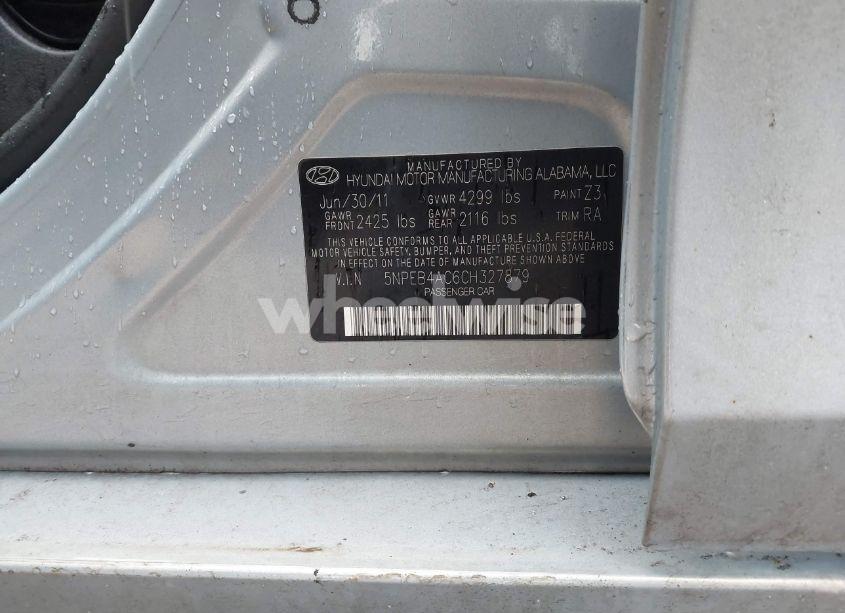 MANUFACTURED BY
HYUNDAI MOTOR MANUFACTURING ALABAMA, LLC
Jun/30/11 GVWR 4299 lbs PAINT Z3
GAWR FRONT 2425 lbs GAWR REAR 2116 lbs TRIM RA
THIS VEHICLE CONFORMS TO ALL APPLICABLE U.S.A. FEDERAL
MOTOR VEHICLE SAFETY, BUMPER, AND THEFT PREVENTION STANDARDS
IN EFFECT ON THE DATE OF MANUFACTURE SHOWN ABOVE
V.I.N 5NPEB4AC6CH327879
PASSENGER CAR
wheelwise